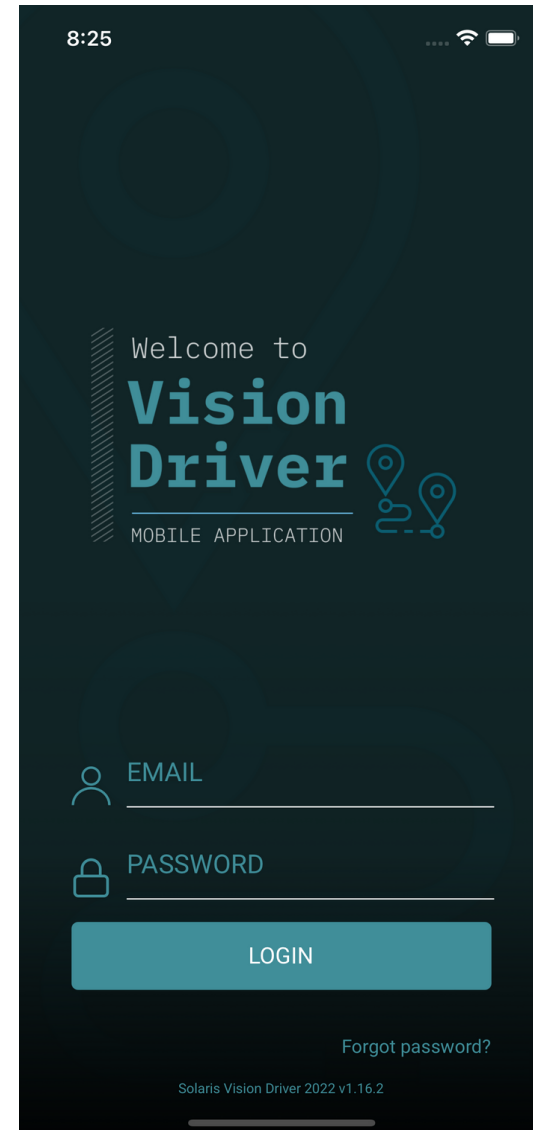 8:25
Welcome to
Vision
Driver
MOBILE APPLICATION
EMAIL
PASSWORD
LOGIN
Forgot password?
Solaris Vision Driver 2022 v1.16.2